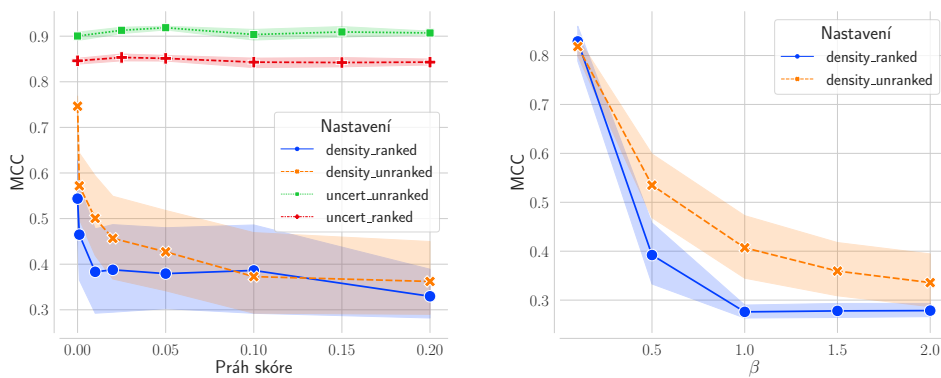 0.9
0.8
0.7
0.6
0.5
0.4
0.3
MCC
0.00
0.05
0.10
0.15
0.20
Práh skóre
Nastavení
density_ranked
density_unranked
uncert_unranked
uncert_ranked
0.8
0.7
0.6
0.5
0.4
0.3
MCC
0.5
1.0
1.5
2.0
β
Nastavení
density_ranked
density_unranked